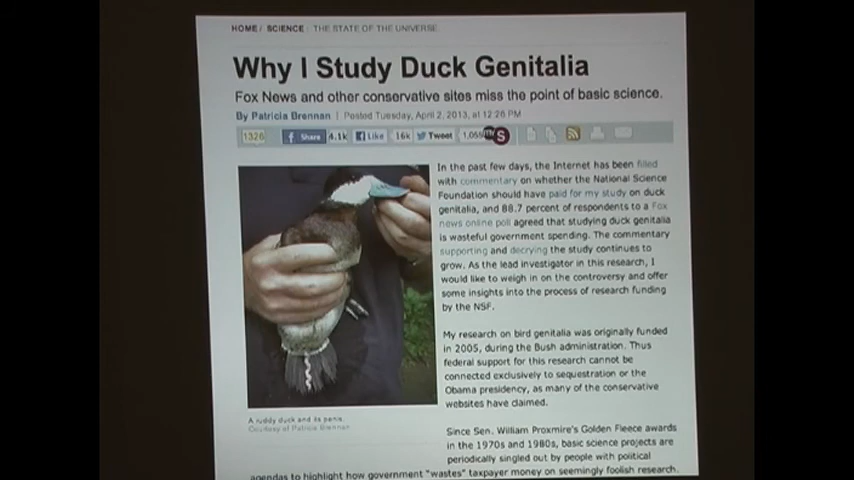 HOME / SCIENCE : THE STATE OF THE UNIVERSE
Why I Study Duck Genitalia
Fox News and other conservative sites miss the point of basic science.
By Patricia Brennan | Posted Tuesday, April 2, 2013, at 12:26 PM
1326 f Share 4.1k Like 16k Tweet 1,059 my S
In the past few days, the Internet has been filled
with commentary on whether the National Science
Foundation should have paid for my study on duck
genitalia, and 88.7 percent of respondents to a Fox
news online poll agreed that studying duck genitalia
is wasteful government spending. The commentary
supporting and decrying the study continues to
grow. As the lead investigator in this research, I
would like to weigh in on the controversy and offer
some insights into the process of research funding
by the NSF.
My research on bird genitalia was originally funded
in 2005, during the Bush administration. Thus
federal support for this research cannot be
connected exclusively to sequestration or the
Obama presidency, as many of the conservative
websites have claimed.
A ruddy duck and its penis.
Courtesy of Patricia Brennan
Since Sen. William Proxmire's Golden Fleece awards
in the 1970s and 1980s, basic science projects are
periodically singled out by people with political
agendas to highlight how government "wastes" taxpayer money on seemingly foolish research.